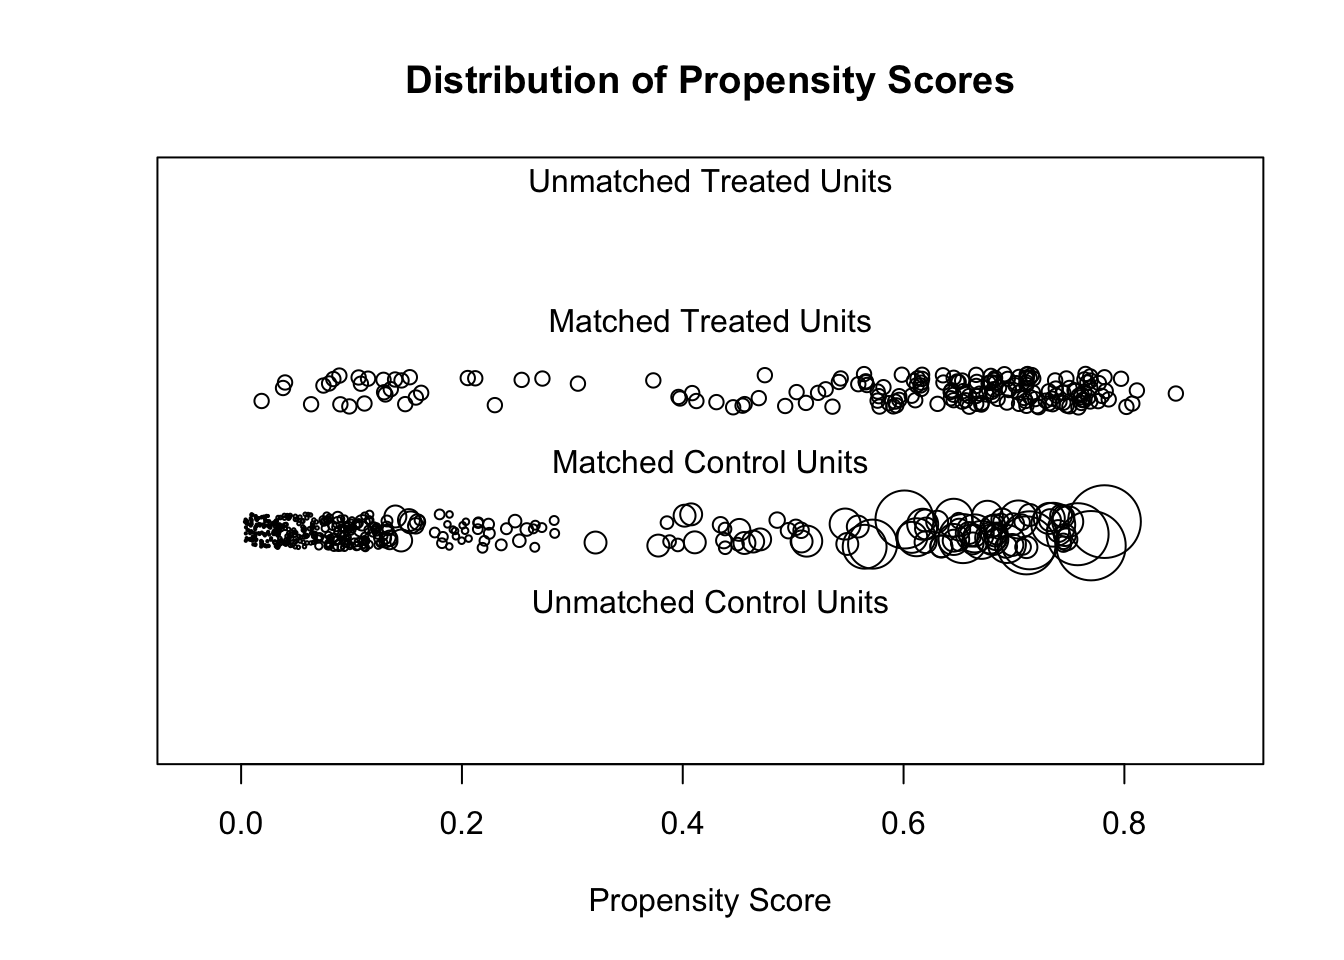 Distribution of Propensity Scores
Unmatched Treated Units
Matched Treated Units
Matched Control Units
Unmatched Control Units
0.0 0.2 0.4 0.6 0.8
Propensity Score